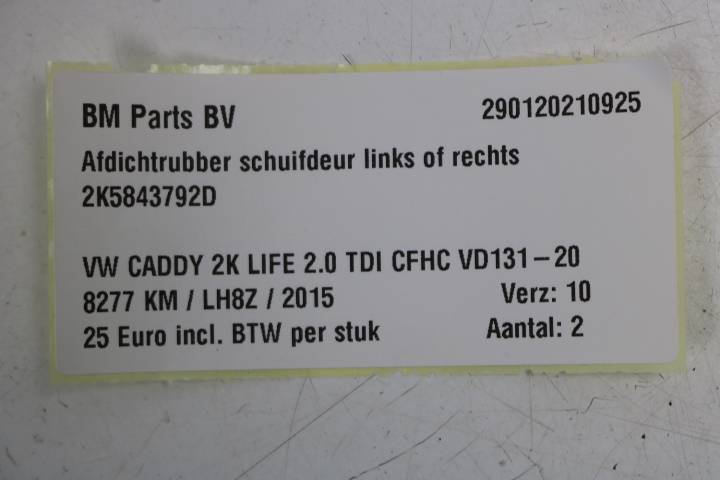 BM Parts BV 290120210925
Afdichtrubber schuifdeur links of rechts
2K5843792D
VW CADDY 2K LIFE 2.0 TDI CFHC VD131-20
8277 KM / LH8Z / 2015 Verz: 10
25 Euro incl. BTW per stuk Aantal: 2